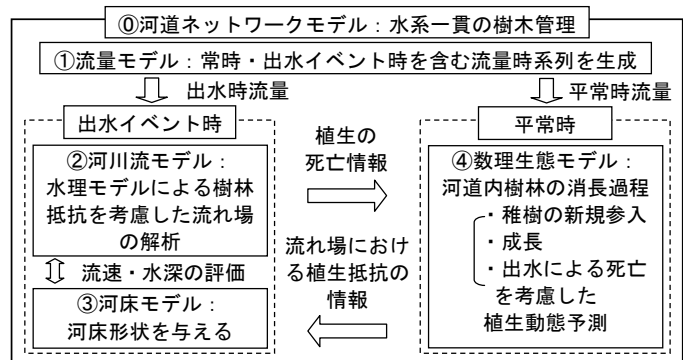 ⓪河道ネットワークモデル：水系一貫の樹木管理
①流量モデル：常時・出水イベント時を含む流量時系列を生成
出水時流量
平常時流量
出水イベント時
②河川流モデル：
水理モデルによる樹林
抵抗を考慮した流れ場
の解析
流速・水深の評価
③河床モデル：
河床形状を与える
植生の
死亡情報
流れ場におけ
る植生抵抗の
情報
平常時
④数理生態モデル：
河道内樹林の消長過程
・稚樹の新規参入
・成長
・出水による死亡
を考慮した
植生動態予測